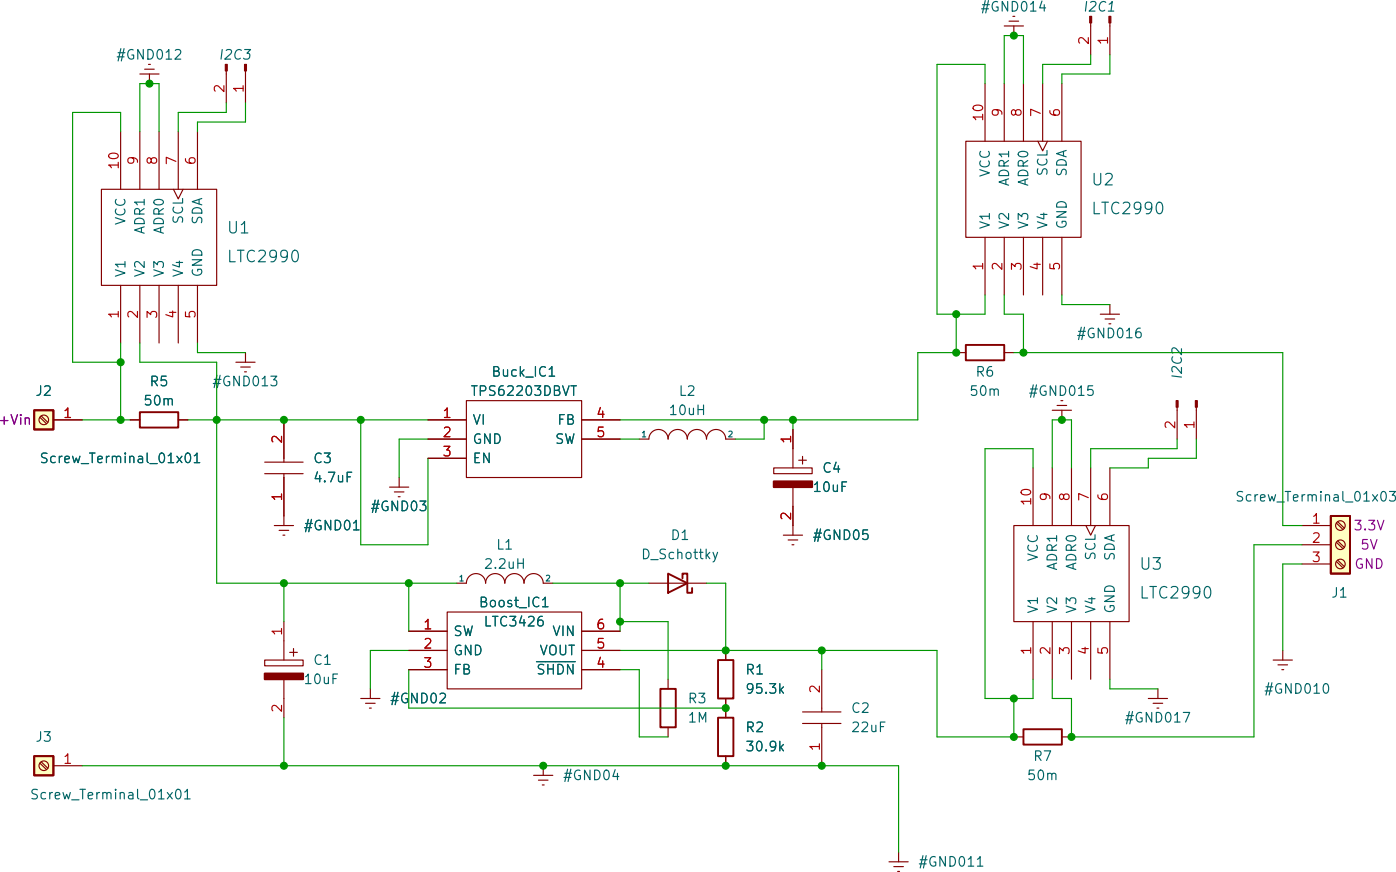 #GND014
I2C1
2
1
#GND012
I2C3
2
1
10
9
8
7
6
VCC
ADR1
ADR0
SCL
SDA
U2
LTC2990
V1
V2
V3
V4
GND
1
2
3
4
5
#GND016
10
9
8
7
6
VCC
ADR1
ADR0
SCL
SDA
U1
LTC2990
V1
V2
V3
V4
GND
1
2
3
4
5
#GND013
R6
50m
I2C2
2
1
#GND015
J2
+Vin
1
Screw_Terminal_01x01
R5
50m
2
C3
4.7uF
1
#GND01
#GND03
Buck_IC1
TPS62203DBVT
1
VI
FB
4
2
GND
SW
5
3
EN
L2
10uH
1
2
1
+
C4
10uF
2
#GND05
10
9
8
7
6
VCC
ADR1
ADR0
SCL
SDA
U3
LTC2990
V1
V2
V3
V4
GND
1
2
3
4
5
#GND017
R7
50m
Screw_Terminal_01x03
1
3.3V
2
5V
3
GND
J1
#GND010
L1
2.2uH
1
2
D1
D_Schottky
Boost_IC1
LTC3426
1
SW
VIN
6
2
GND
VOUT
5
3
FB
SHDN
4
#GND02
1
+
C1
10uF
2
R3
1M
R1
95.3k
R2
30.9k
2
C2
22uF
1
J3
1
Screw_Terminal_01x01
#GND04
#GND011